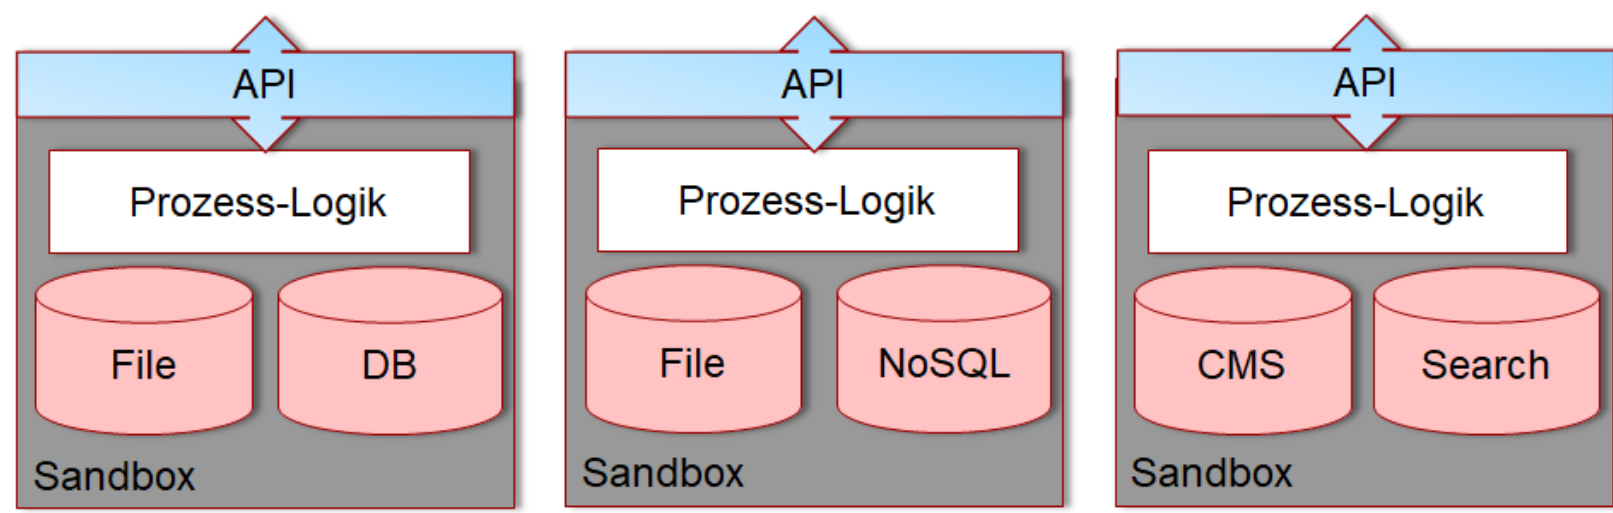 API
Prozess-Logik
File
DB
Sandbox
API
Prozess-Logik
File
NoSQL
Sandbox
API
Prozess-Logik
CMS
Search
Sandbox